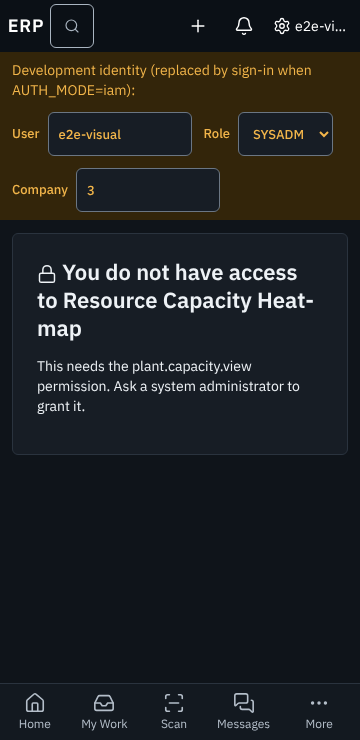 ERP
e2e-vi...
Development identity (replaced by sign-in when
AUTH_MODE=iam):
User e2e-visual Role SYSADM
Company 3
You do not have access
to Resource Capacity Heat-
map
This needs the plant.capacity.view
permission. Ask a system administrator to
grant it.
Home My Work Scan Messages More